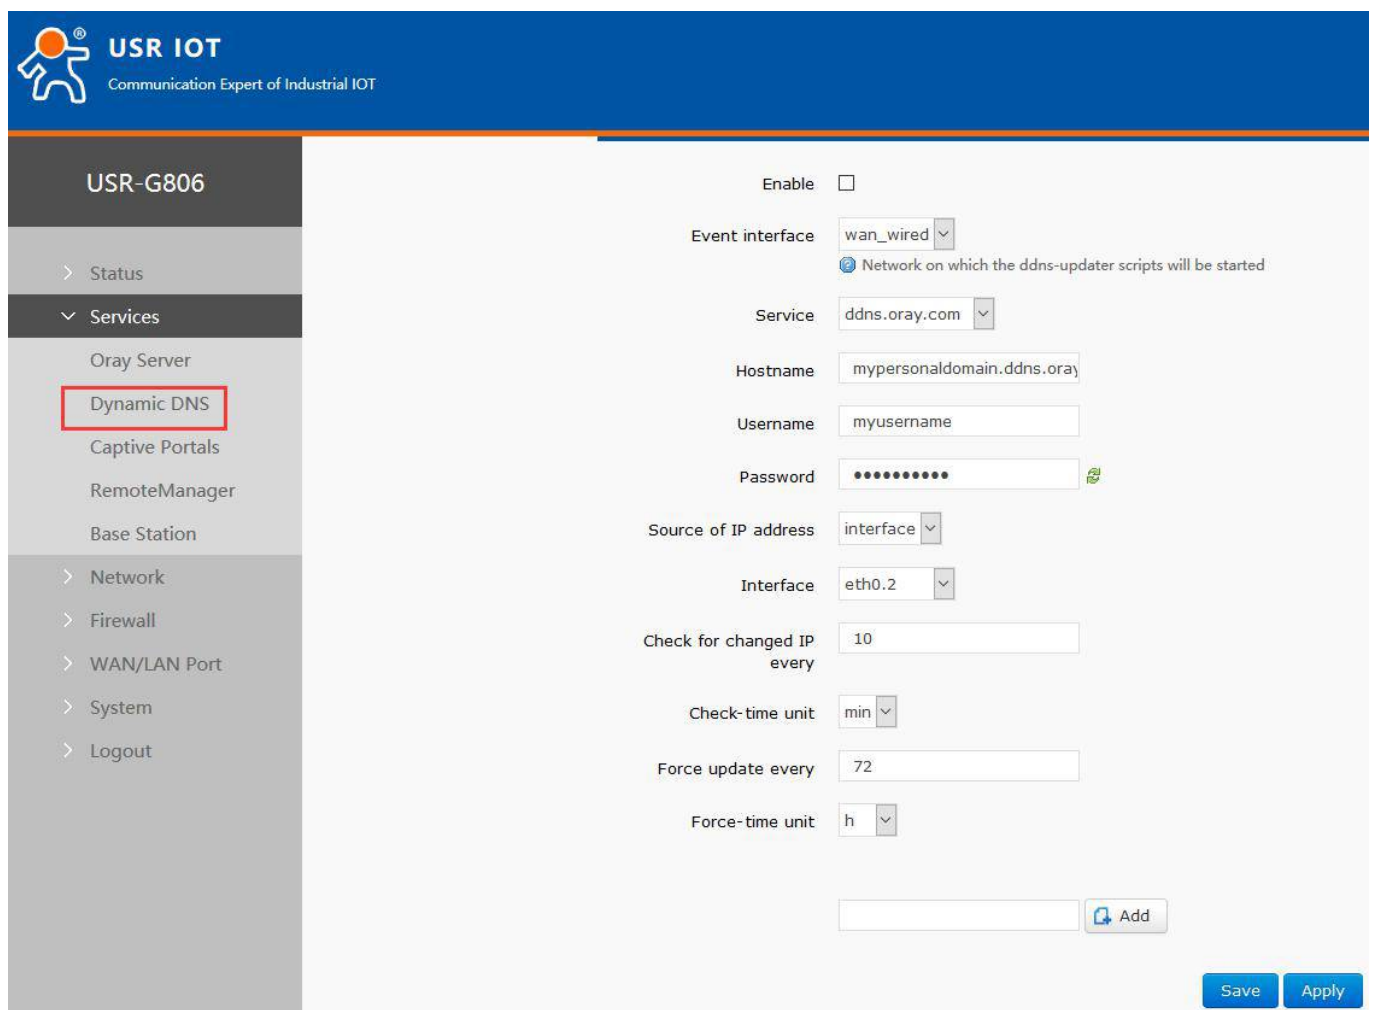 USR IOT
Communication Expert of Industrial IOT
USR-G806
Status
Services
Oray Server
Dynamic DNS
Captive Portals
RemoteManager
Base Station
Network
Firewall
WAN/LAN Port
System
Logout
Enable
Event interface wan_wired
Network on which the ddns-updater scripts will be started
Service ddns.oray.com
Hostname mypersonaldomain.ddns.oray
Username myusername
Password ••••••••••
Source of IP address interface
Interface eth0.2
Check for changed IP every 10
Check-time unit min
Force update every 72
Force-time unit h
Add
Save Apply